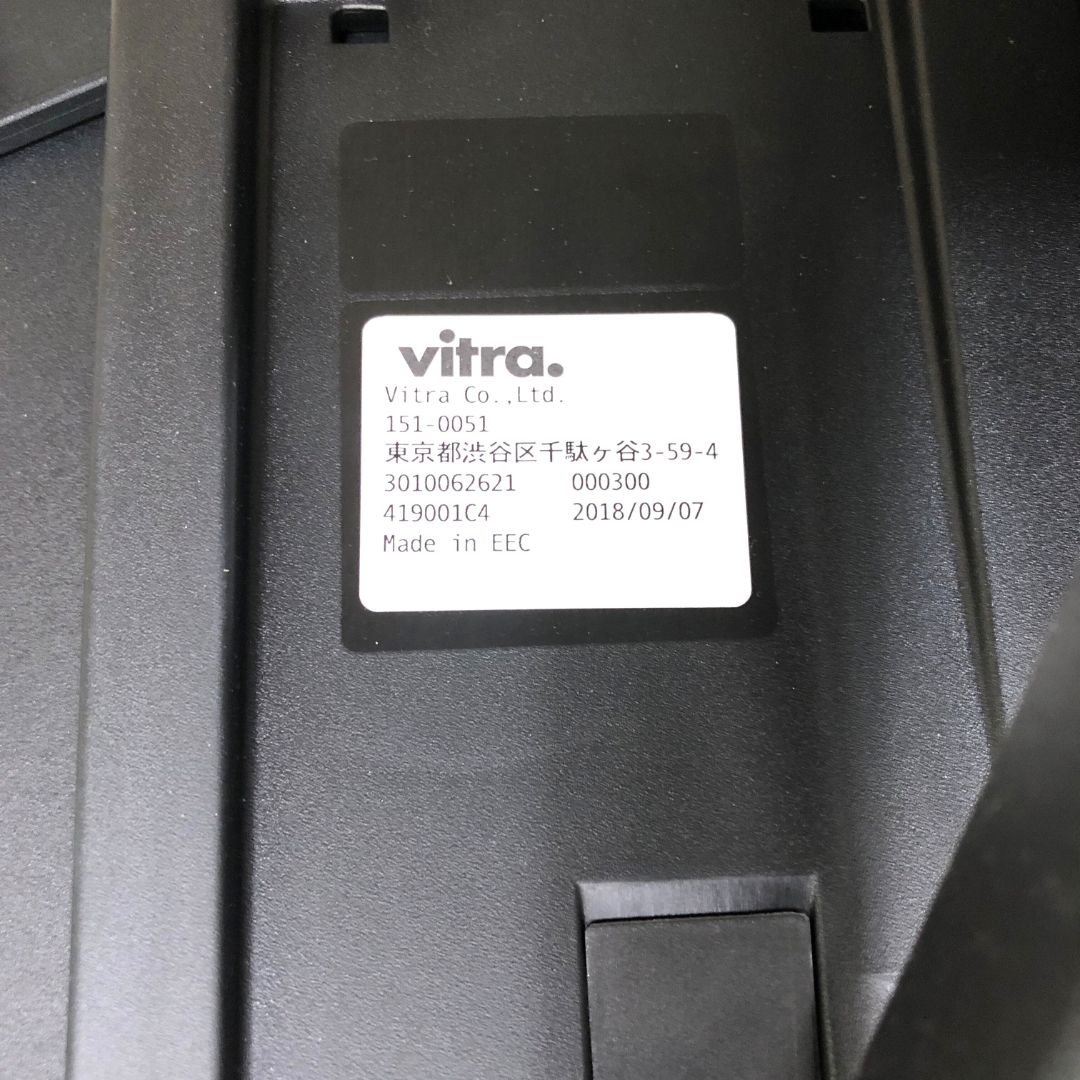 vitra.
Vitra Co.,Ltd.
151-0051
東京都渋谷区千駄ヶ谷3-59-4
3010062621 000300
419001C4 2018/09/07
Made in EEC